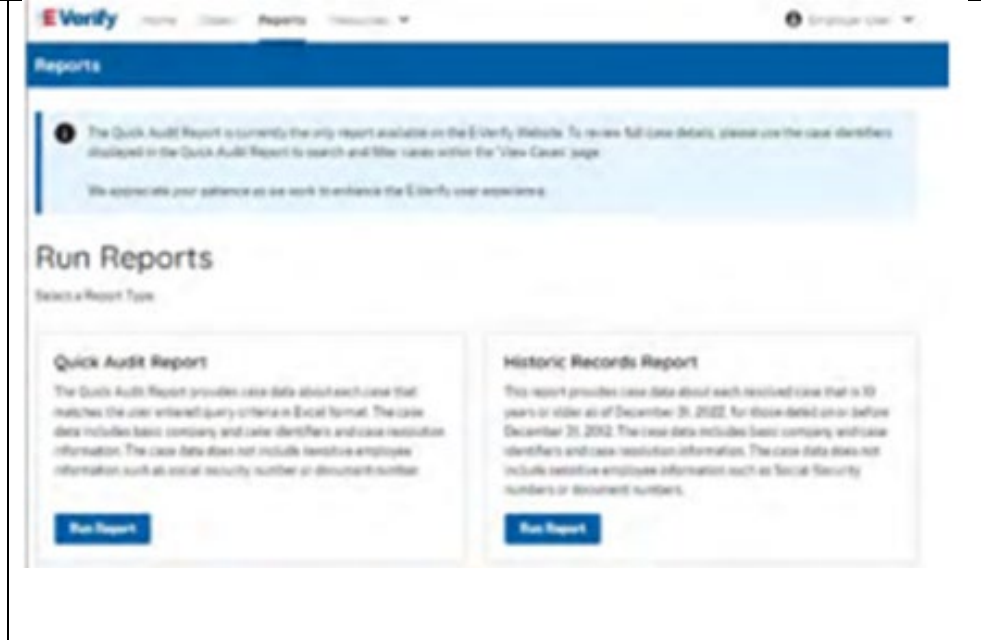 E Verify Home Cases Reports Resources Employer User
Reports
The Quick Audit Report is currently the only report available on the E-Verify Website. To review full case details, please use the case identifiers
displayed in the Quick Audit Report to search and filter cases within the 'View Cases' page.
We appreciate your patience as we work to enhance the E-Verify user experience.
Run Reports
Select a Report Type
Quick Audit Report
The Quick Audit Report provides case data about each case that
matches the user entered query criteria in Excel format. The case
data includes basic company and case identifiers and case resolution
information. The case data does not include sensitive employee
information such as social security number or document number.
Run Report
Historic Records Report
This report provides case data about each resolved case that is 10
years or older as of December 31, 2022, for those dated on or before
December 31, 2012. The case data includes basic company and case
identifiers and case resolution information. The case data does not
include sensitive employee information such as Social Security
numbers or document numbers.
Run Report